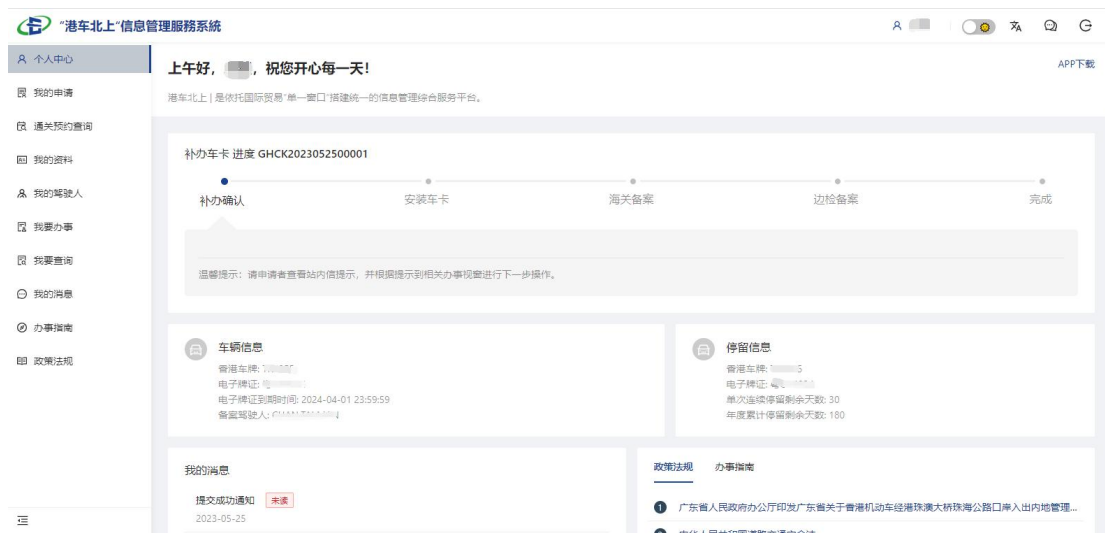 “港车北上”信息管理服務系統
个人中心
我的申请
通关预约查询
我的资料
我的驾驶人
我要办事
我要查询
我的消息
办事指南
政策法规
上午好， ，祝您开心每一天！
APP下载
港车北上 | 是依托国际贸易“单一窗口”搭建统一的信息管理综合服务平台。
补办车卡 进度 GHCK2023052500001
补办确认
安装车卡
海关备案
边检备案
完成
温馨提示：请申请者查看站内信提示，并根据提示到相关办事视窗进行下一步操作。
车辆信息
香港车牌:
电子牌证:
电子牌证到期时间: 2024-04-01 23:59:59
备案驾驶人:
停留信息
香港车牌:
电子牌证:
单次连续停留剩余天数: 30
年度累计停留剩余天数: 180
我的消息
提交成功通知 未读
2023-05-25
政策法规 办事指南
1 广东省人民政府办公厅印发广东省关于香港机动车经港珠澳大桥珠海公路口岸入出内地管理...